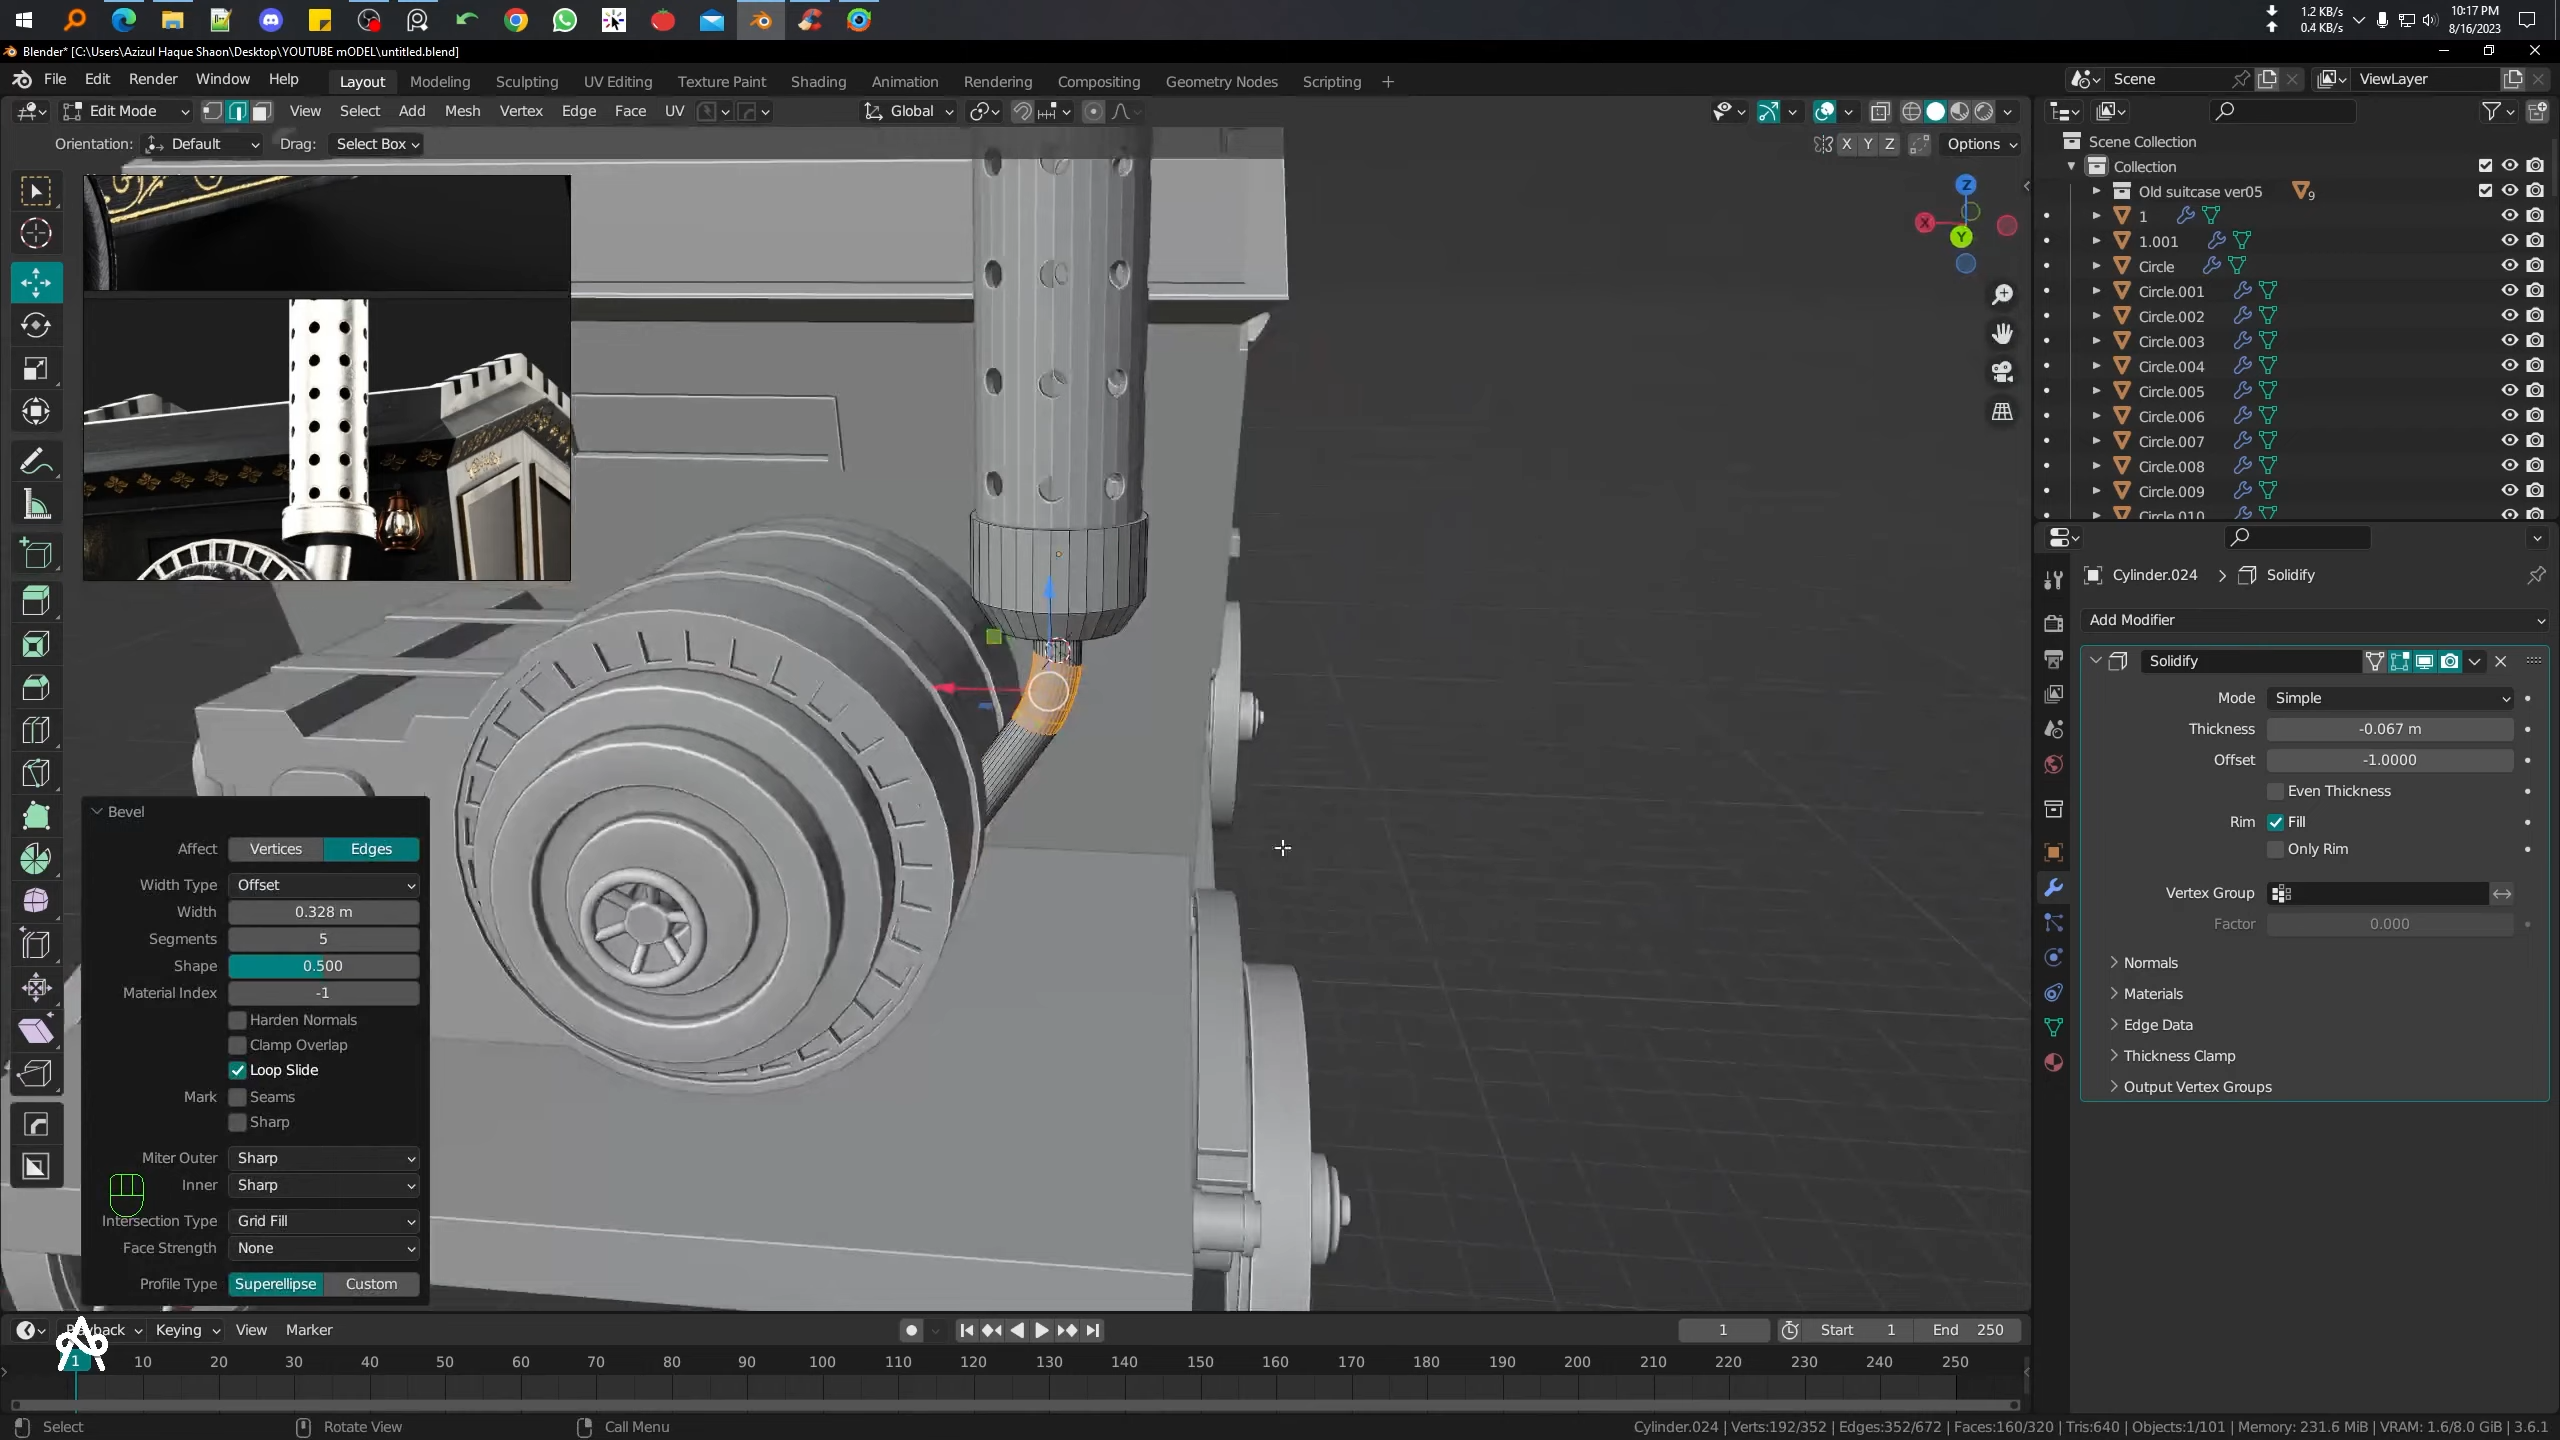 1.2 KB/s
0.4 KB/s
10:17 PM
8/16/2023
Blender* [C:\Users\Azizul Haque Shaon\Desktop\YOUTUBE mODEL\untitled.blend]
File Edit Render Window Help Layout Modeling Sculpting UV Editing Texture Paint Shading Animation Rendering Compositing Geometry Nodes Scripting + Scene ViewLayer
Edit Mode View Select Add Mesh Vertex Edge Face UV Global
Orientation: Default Drag: Select Box X Y Z Options
Z
X
Y
Scene Collection
Collection
Old suitcase ver05 9
1
1.001
Circle
Circle.001
Circle.002
Circle.003
Circle.004
Circle.005
Circle.006
Circle.007
Circle.008
Circle.009
Circle.010
Cylinder.024 > Solidify
Add Modifier
Solidify
Mode Simple
Thickness -0.067 m
Offset -1.0000
Even Thickness
Rim Fill
Only Rim
Vertex Group
Factor 0.000
Normals
Materials
Edge Data
Thickness Clamp
Output Vertex Groups
Bevel
Affect Vertices Edges
Width Type Offset
Width 0.328 m
Segments 5
Shape 0.500
Material Index -1
Harden Normals
Clamp Overlap
Loop Slide
Mark Seams
Sharp
Miter Outer Sharp
Inner Sharp
Intersection Type Grid Fill
Face Strength None
Profile Type Superellipse Custom
Keying View Marker 1 Start 1 End 250
1 10 20 30 40 50 60 70 80 90 100 110 120 130 140 150 160 170 180 190 200 210 220 230 240 250
Select Rotate View Call Menu Cylinder.024 | Verts:192/352 | Edges:352/672 | Faces:160/320 | Tris:640 | Objects:1/101 | Memory: 231.6 MiB | VRAM: 1.6/8.0 GiB | 3.6.1